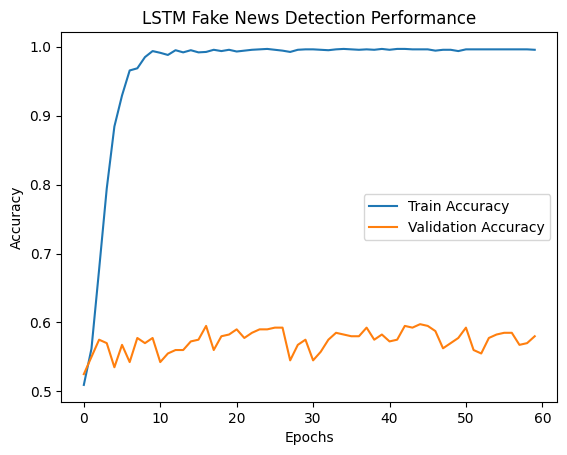 LSTM Fake News Detection Performance
1.0
0.9
0.8
0.7
0.6
0.5
Accuracy
Train Accuracy
Validation Accuracy
0 10 20 30 40 50 60
Epochs